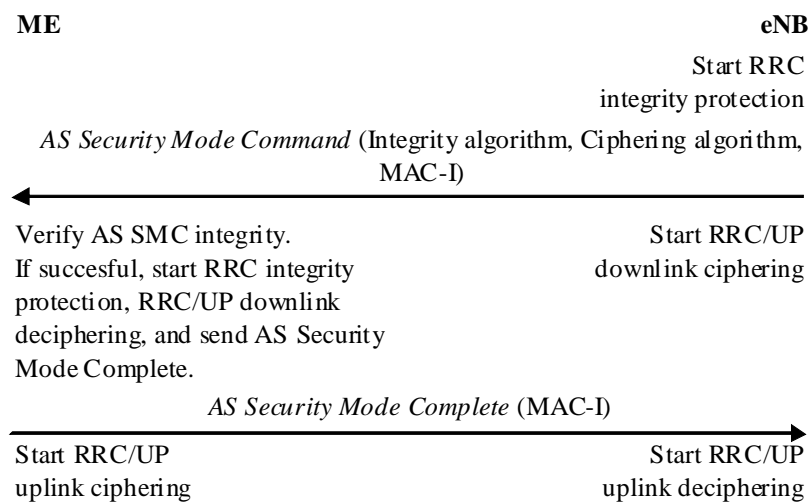 ME
eNB
Start RRC
integrity protection
AS Security Mode Command (Integrity algorithm, Ciphering algorithm,
MAC-I)
Verify AS SMC integrity.
If succesful, start RRC integrity
protection, RRC/UP downlink
deciphering, and send AS Security
Mode Complete.
Start RRC/UP
downlink ciphering
AS Security Mode Complete (MAC-I)
Start RRC/UP
uplink ciphering
Start RRC/UP
uplink deciphering